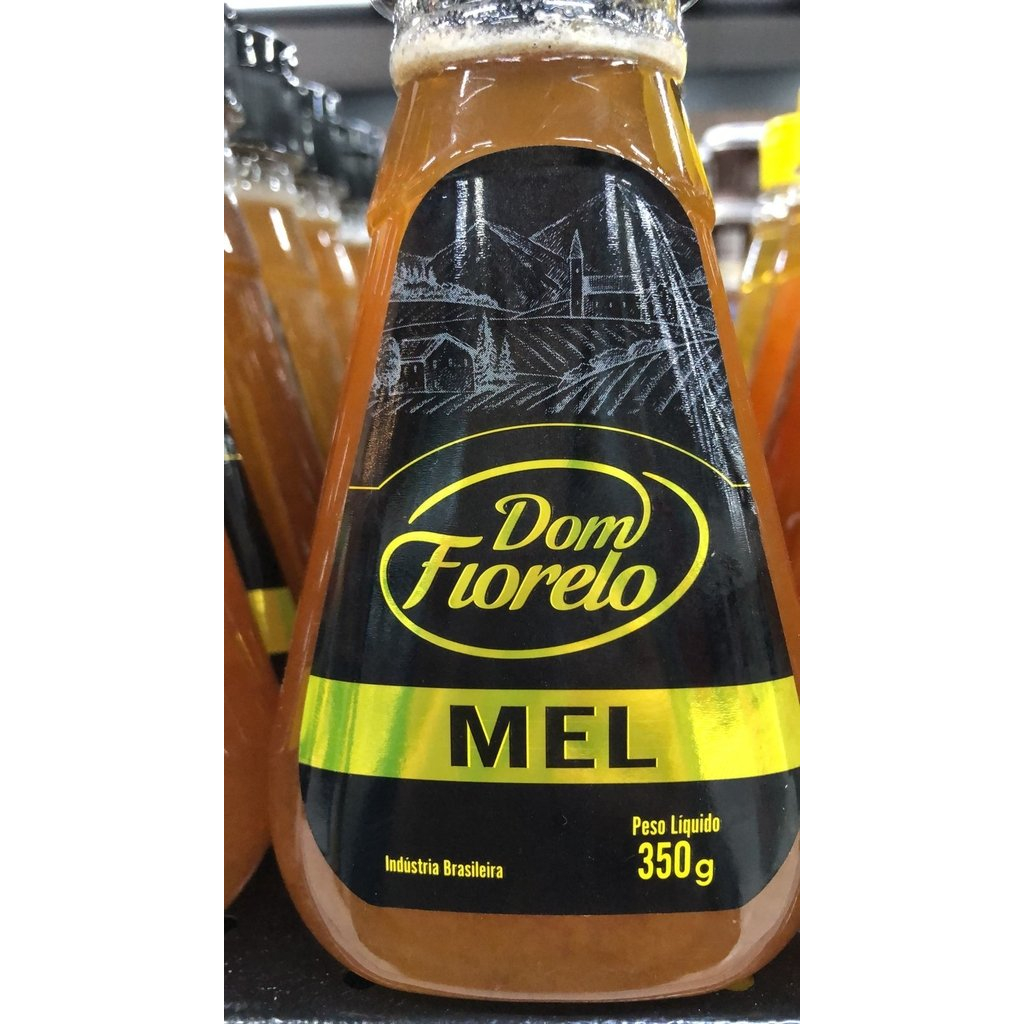 Dom
Fiorelo
MEL
Peso Líquido
350g
Indústria Brasileira